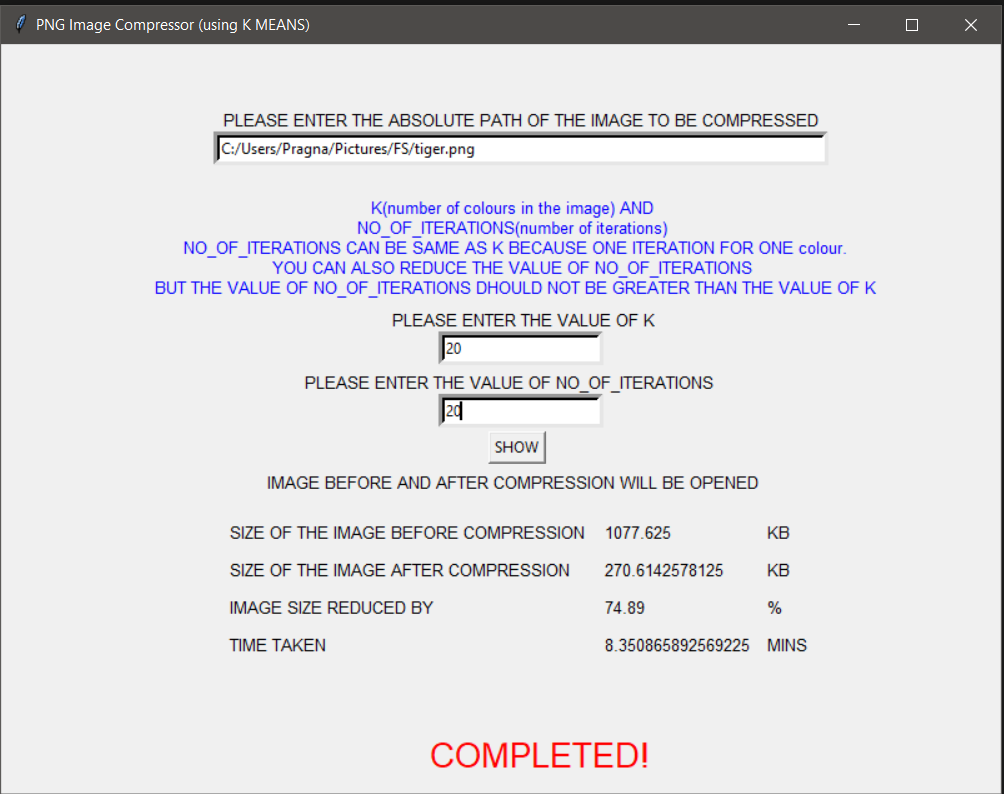 PNG Image Compressor (using K MEANS)
PLEASE ENTER THE ABSOLUTE PATH OF THE IMAGE TO BE COMPRESSED
C:/Users/Pragna/Pictures/FS/tiger.png
K(number of colours in the image) AND
NO_OF_ITERATIONS(number of iterations)
NO_OF_ITERATIONS CAN BE SAME AS K BECAUSE ONE ITERATION FOR ONE colour.
YOU CAN ALSO REDUCE THE VALUE OF NO_OF_ITERATIONS
BUT THE VALUE OF NO_OF_ITERATIONS DHOULD NOT BE GREATER THAN THE VALUE OF K
PLEASE ENTER THE VALUE OF K
20
PLEASE ENTER THE VALUE OF NO_OF_ITERATIONS
20
SHOW
IMAGE BEFORE AND AFTER COMPRESSION WILL BE OPENED
SIZE OF THE IMAGE BEFORE COMPRESSION 1077.625 KB
SIZE OF THE IMAGE AFTER COMPRESSION 270.6142578125 KB
IMAGE SIZE REDUCED BY 74.89 %
TIME TAKEN 8.350865892569225 MINS
COMPLETED!